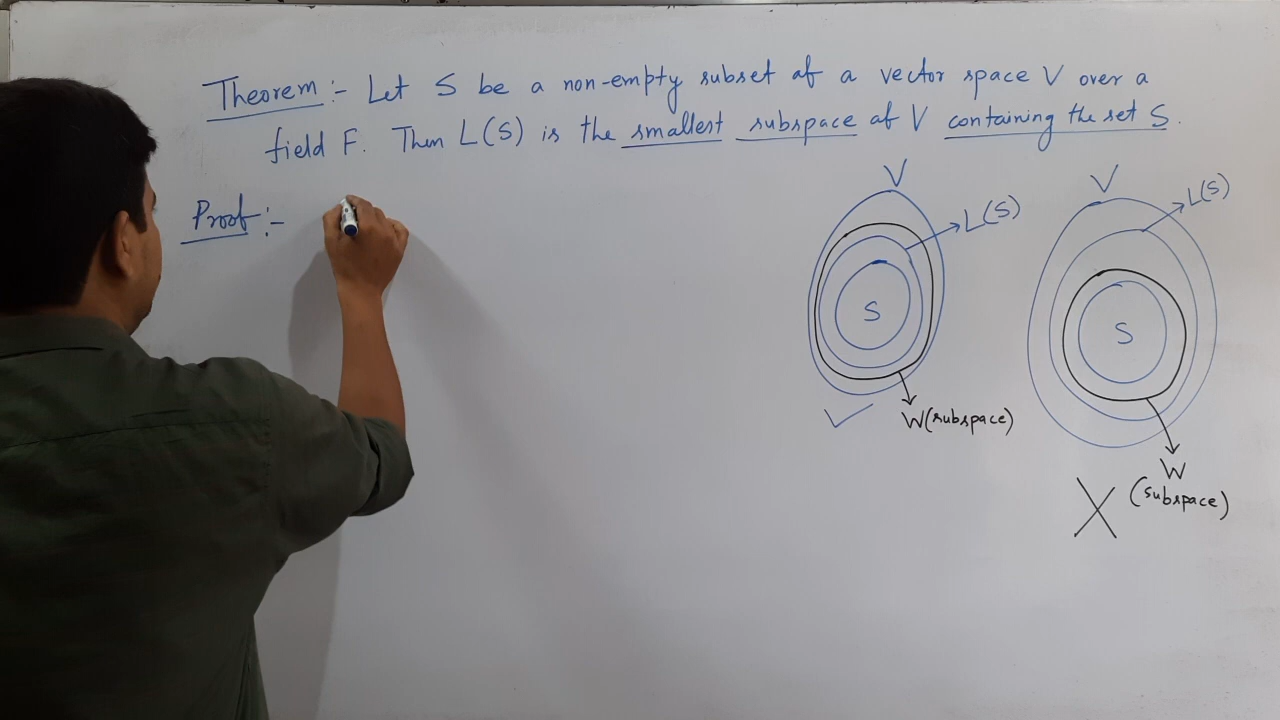 Theorem :- Let S be a non-empty subset of a vector space V over a
field F. Then L(S) is the smallest subspace of V containing the set S.
Proof :-
V
L(S)
S
W(subspace)
V
L(S)
S
W
(subspace)